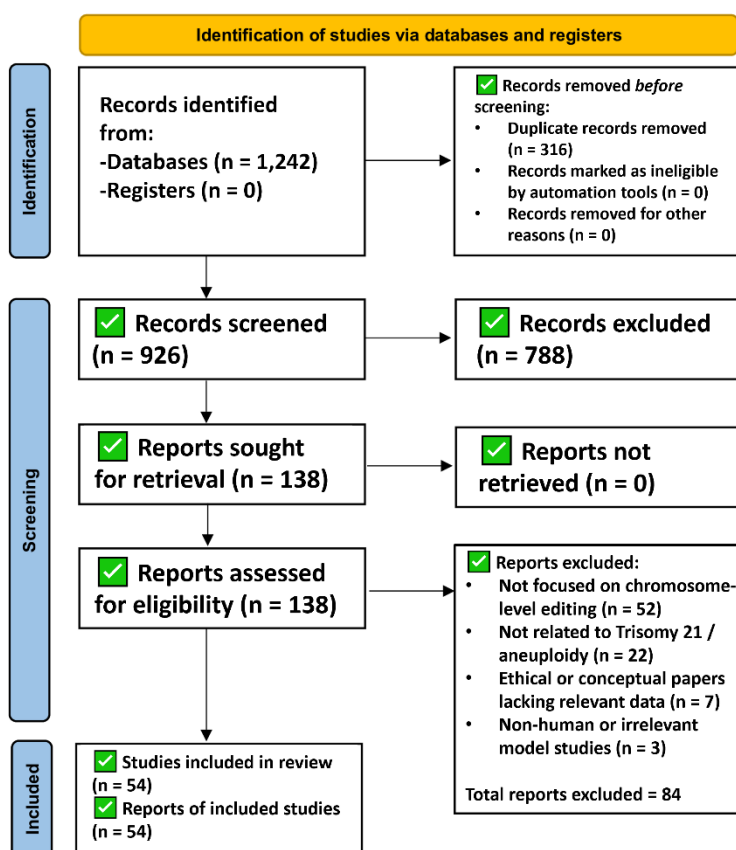 Identification of studies via databases and registers
Identification
Records identified
from:
-Databases (n = 1,242)
-Registers (n = 0)
✅ Records removed before
screening:
• Duplicate records removed
(n = 316)
• Records marked as ineligible
by automation tools (n = 0)
• Records removed for other
reasons (n = 0)
Screening
✅ Records screened
(n = 926)
✅ Records excluded
(n = 788)
✅ Reports sought
for retrieval (n = 138)
✅ Reports not
retrieved (n = 0)
✅ Reports assessed
for eligibility (n = 138)
✅ Reports excluded:
• Not focused on chromosome-
level editing (n = 52)
• Not related to Trisomy 21 /
aneuploidy (n = 22)
• Ethical or conceptual papers
lacking relevant data (n = 7)
• Non-human or irrelevant
model studies (n = 3)
Total reports excluded = 84
Included
✅ Studies included in review
(n = 54)
✅ Reports of included studies
(n = 54)